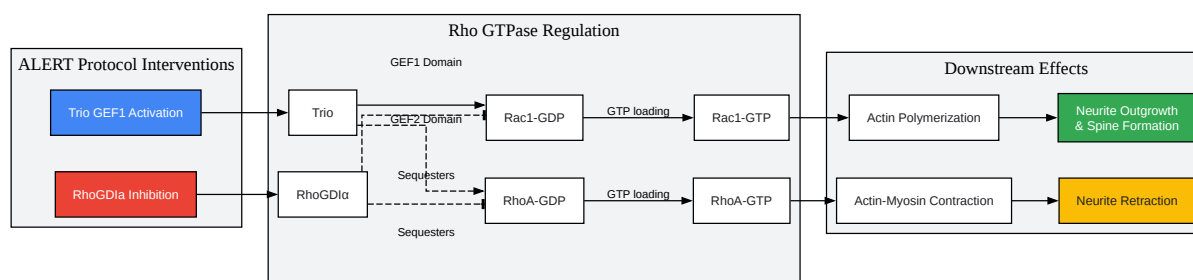 ALERT Protocol Interventions
Trio GEF1 Activation
RhoGDIa Inhibition
Rho GTPase Regulation
GEF1 Domain
Trio
GEF2 Domain
Rac1-GDP
GTP loading
Rac1-GTP
Sequesters
RhoGDIα
RhoA-GDP
GTP loading
RhoA-GTP
Sequesters
Downstream Effects
Actin Polymerization
Neurite Outgrowth
& Spine Formation
Actin-Myosin Contraction
Neurite Retraction